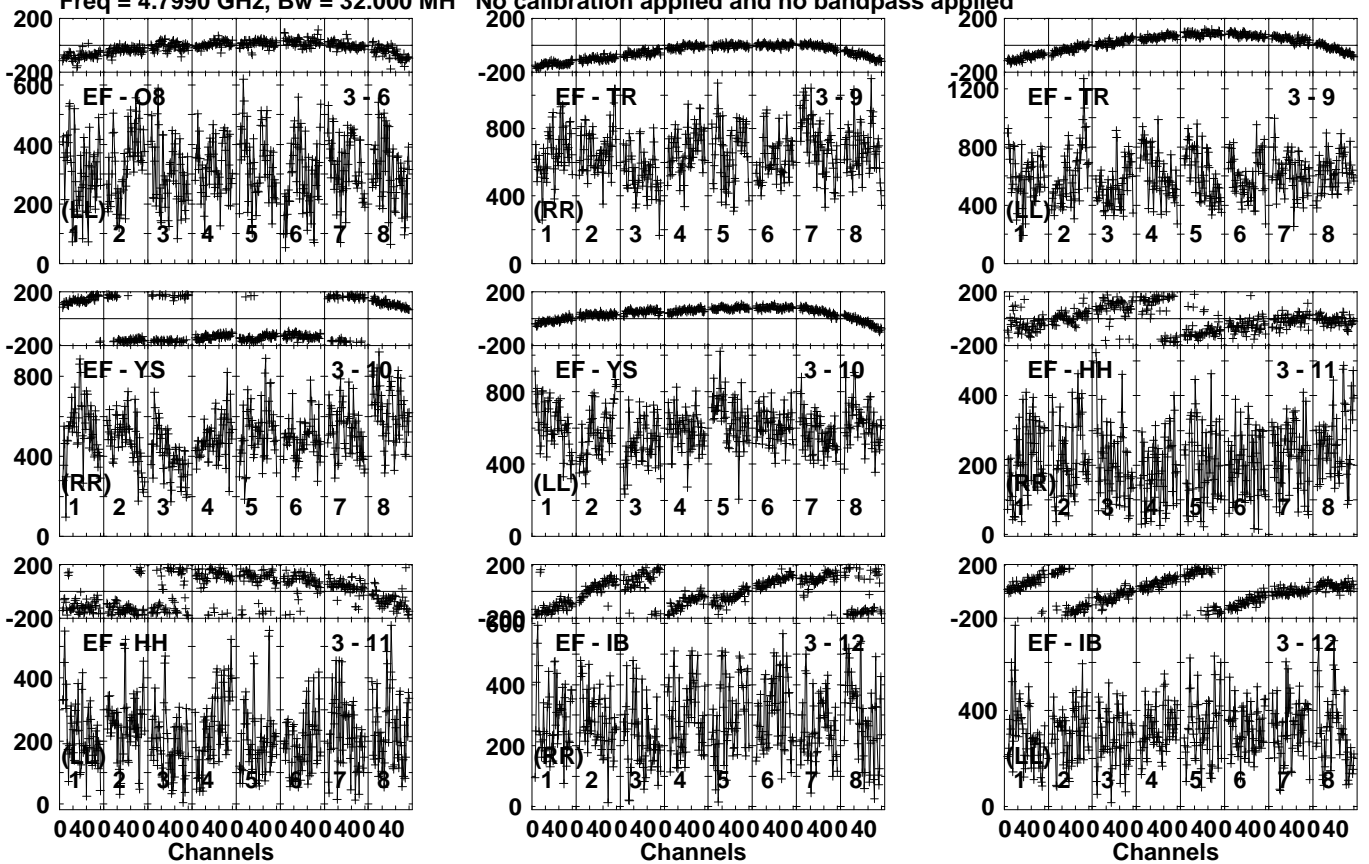 Freq = 4.7990 GHz, Bw = 32.000 MH No calibration applied and no bandpass applied
200 200 200
-200 -200 -200
600 1200
EF - O8 3 - 6 EF - TR 3 - 9 EF - TR 3 - 9
400 800 800
200 400 400
(LL) (RR) (LL)
1 2 3 4 5 6 7 8 1 2 3 4 5 6 7 8 1 2 3 4 5 6 7 8
0 0 0
200 200 200
-200 -200 -200
EF - YS 3 - 10 EF - YS 3 - 10 EF - HH 3 - 11
800 800 400
400 400 200
(RR) (LL) (RR)
1 2 3 4 5 6 7 8 1 2 3 4 5 6 7 8 1 2 3 4 5 6 7 8
0 0 0
200 200 200
-200 -200 -200
600
EF - HH 3 - 11 EF - IB 3 - 12 EF - IB 3 - 12
400 400 400
200 200
(LL) (RR) (LL)
1 2 3 4 5 6 7 8 1 2 3 4 5 6 7 8 1 2 3 4 5 6 7 8
0 0 0
0 40 0 40 0 40 0 40 0 40 0 40 0 40 0 40 0 40 0 40 0 40 0 40 0 40 0 40 0 40 0 40 0 40 0 40 0 40 0 40 0 40 0 40 0 40 0 40
Channels Channels Channels